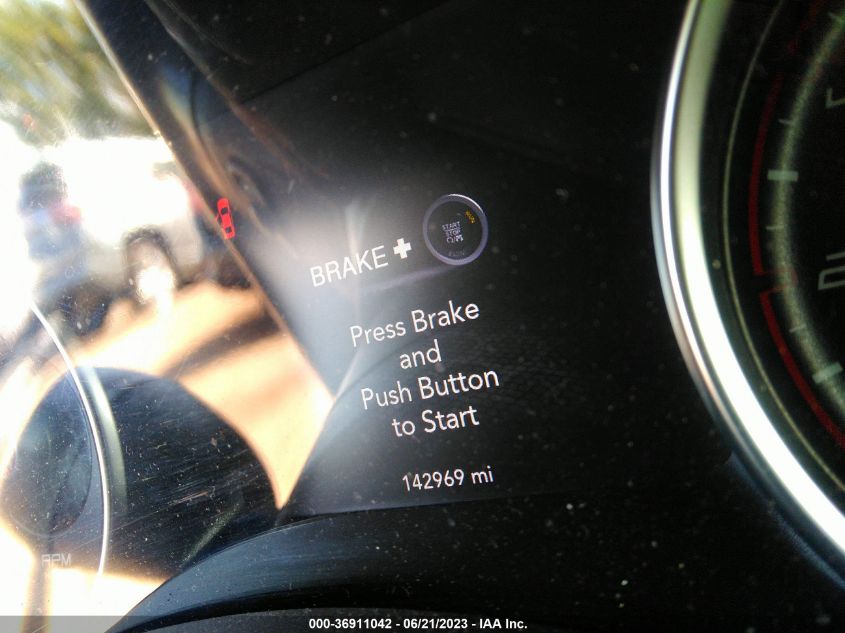 BRAKE +
START
STOP
Press Brake
and
Push Button
to Start
142969 mi
RPM
000-36911042 - 06/21/2023 - IAA Inc.